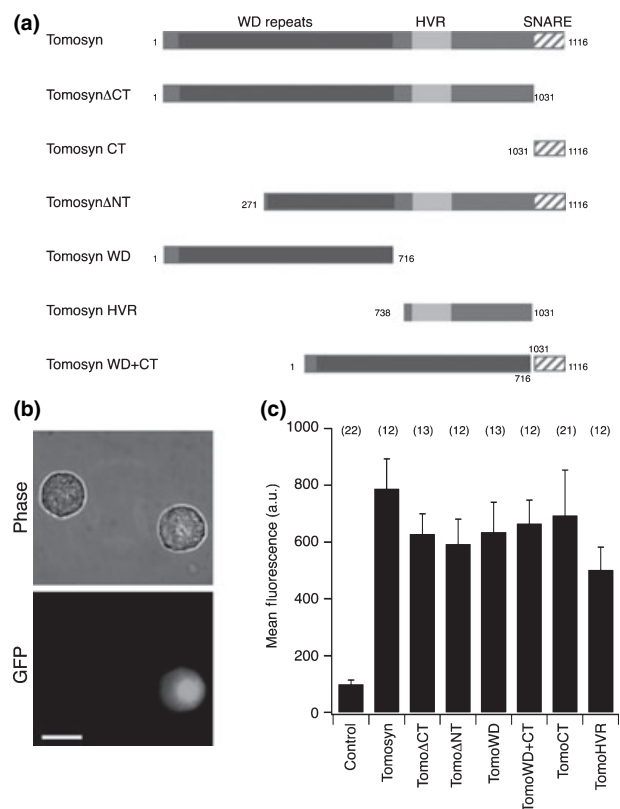 (a)
WD repeats HVR SNARE
Tomosyn 1 1116
TomosynΔCT 1 1031
Tomosyn CT 1031 1116
TomosynΔNT 271 1116
Tomosyn WD 1 716
Tomosyn HVR 738 1031
1031
Tomosyn WD+CT 1 1116
716
(b)
Phase
GFP
(c)
Mean fluorescence (a.u.)
1000
800
600
400
200
0
(22) (12) (13) (12) (13) (12) (21) (12)
Control
Tomosyn
TomoΔCT
TomoΔNT
TomoWD
TomoWD+CT
TomoCT
TomoHVR